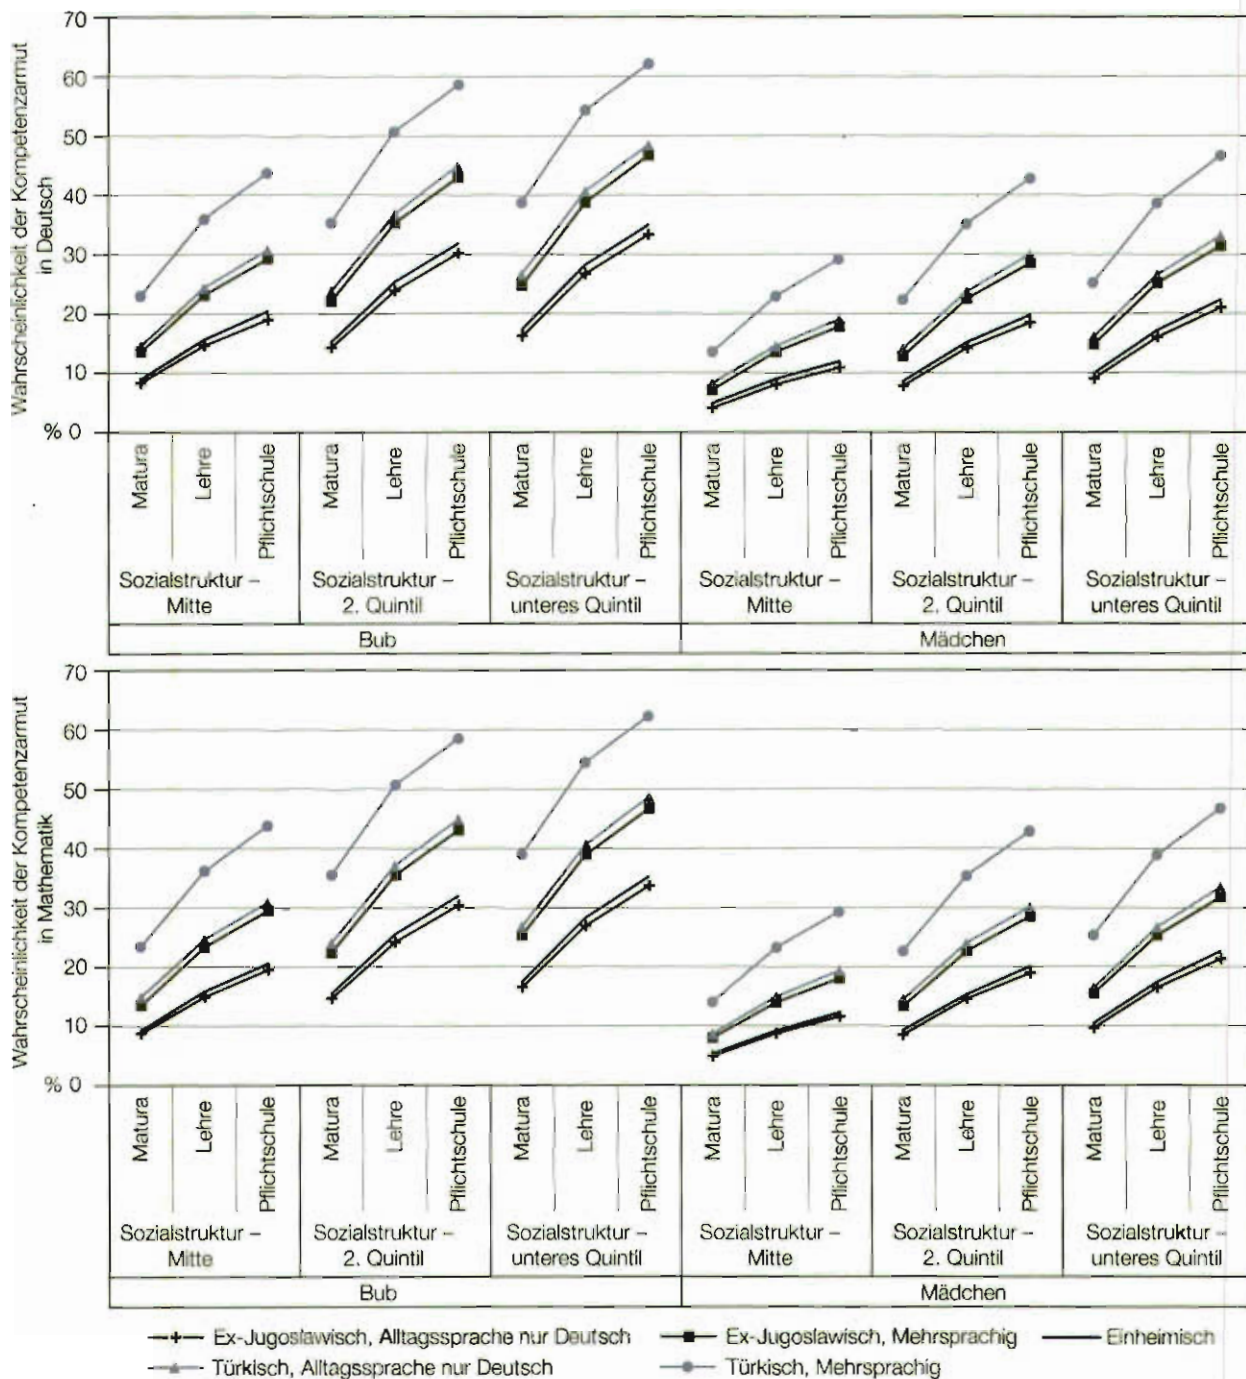 Wahrscheinlichkeit der Kompetenzarmut
in Deutsch
70
60
50
40
30
20
10
% 0
Matura
Lehre
Pflichtschule
Matura
Lehre
Pflichtschule
Matura
Lehre
Pflichtschule
Matura
Lehre
Pflichtschule
Matura
Lehre
Pflichtschule
Matura
Lehre
Pflichtschule
Sozialstruktur –
Mitte
Sozialstruktur –
2. Quintil
Sozialstruktur –
unteres Quintil
Sozialstruktur –
Mitte
Sozialstruktur –
2. Quintil
Sozialstruktur –
unteres Quintil
Bub
Mädchen
Wahrscheinlichkeit der Kompetenzarmut
in Mathematik
70
60
50
40
30
20
10
% 0
Matura
Lehre
Pflichtschule
Matura
Lehre
Pflichtschule
Matura
Lehre
Pflichtschule
Matura
Lehre
Pflichtschule
Matura
Lehre
Pflichtschule
Matura
Lehre
Pflichtschule
Sozialstruktur –
Mitte
Sozialstruktur –
2. Quintil
Sozialstruktur –
unteres Quintil
Sozialstruktur –
Mitte
Sozialstruktur –
2. Quintil
Sozialstruktur –
unteres Quintil
Bub
Mädchen
Ex-Jugoslawisch, Alltagssprache nur Deutsch
Ex-Jugoslawisch, Mehrsprachig
Einheimisch
Türkisch, Alltagssprache nur Deutsch
Türkisch, Mehrsprachig